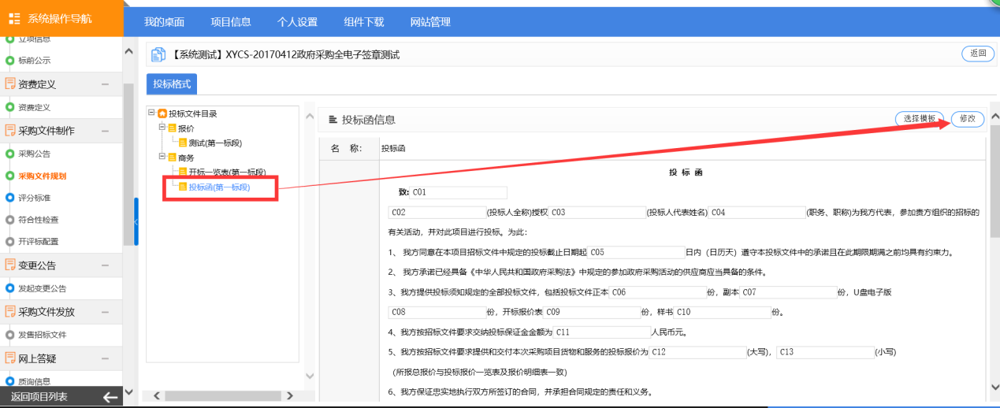 系统操作导航
我的桌面 项目信息 个人设置 组件下载 网站管理
立项信息
标前公示
资费定义
资费定义
采购文件制作
采购公告
采购文件规划
评分标准
符合性检查
开评标配置
变更公告
发起变更公告
采购文件发放
发售招标文件
网上答疑
质询信息
返回项目列表
【系统测试】XYCS-20170412政府采购全电子签章测试
返回
投标格式
投标文件目录
报价
测试(第一标段)
商务
开标一览表(第一标段)
投标函(第一标段)
投标函信息
选择模板
修改
名 称: 投标函
投 标 函
致: C01
C02 (投标人全称)授权 C03 (投标人代表姓名) C04 (职务、职称)为我方代表，参加贵方组织的招标的
有关活动，并对此项目进行投标。为此:
1、 我方同意在本项目招标文件中规定的投标截止日期起 C05 日内（日历天）遵守本投标文件中的承诺且在此期限期满之前均具有约束力。
2、 我方承诺已经具备《中华人民共和国政府采购法》中规定的参加政府采购活动的供应商应当具备的条件。
3、我方提供投标须知规定的全部投标文件，包括投标文件正本 C06 份，副本 C07 份，U盘电子版
C08 份，开标报价表 C09 份，样书 C10 份。
4、我方按招标文件要求交纳投标保证金金额为 C11 人民币元。
5、我方按招标文件要求提供和交付本次采购项目货物和服务的投标报价为 C12 (大写)， C13 (小写)
(所报总报价与投标报价一览表及报价明细表一致)
6、我方保证忠实地执行双方所签订的合同，并承担合同规定的责任和义务。